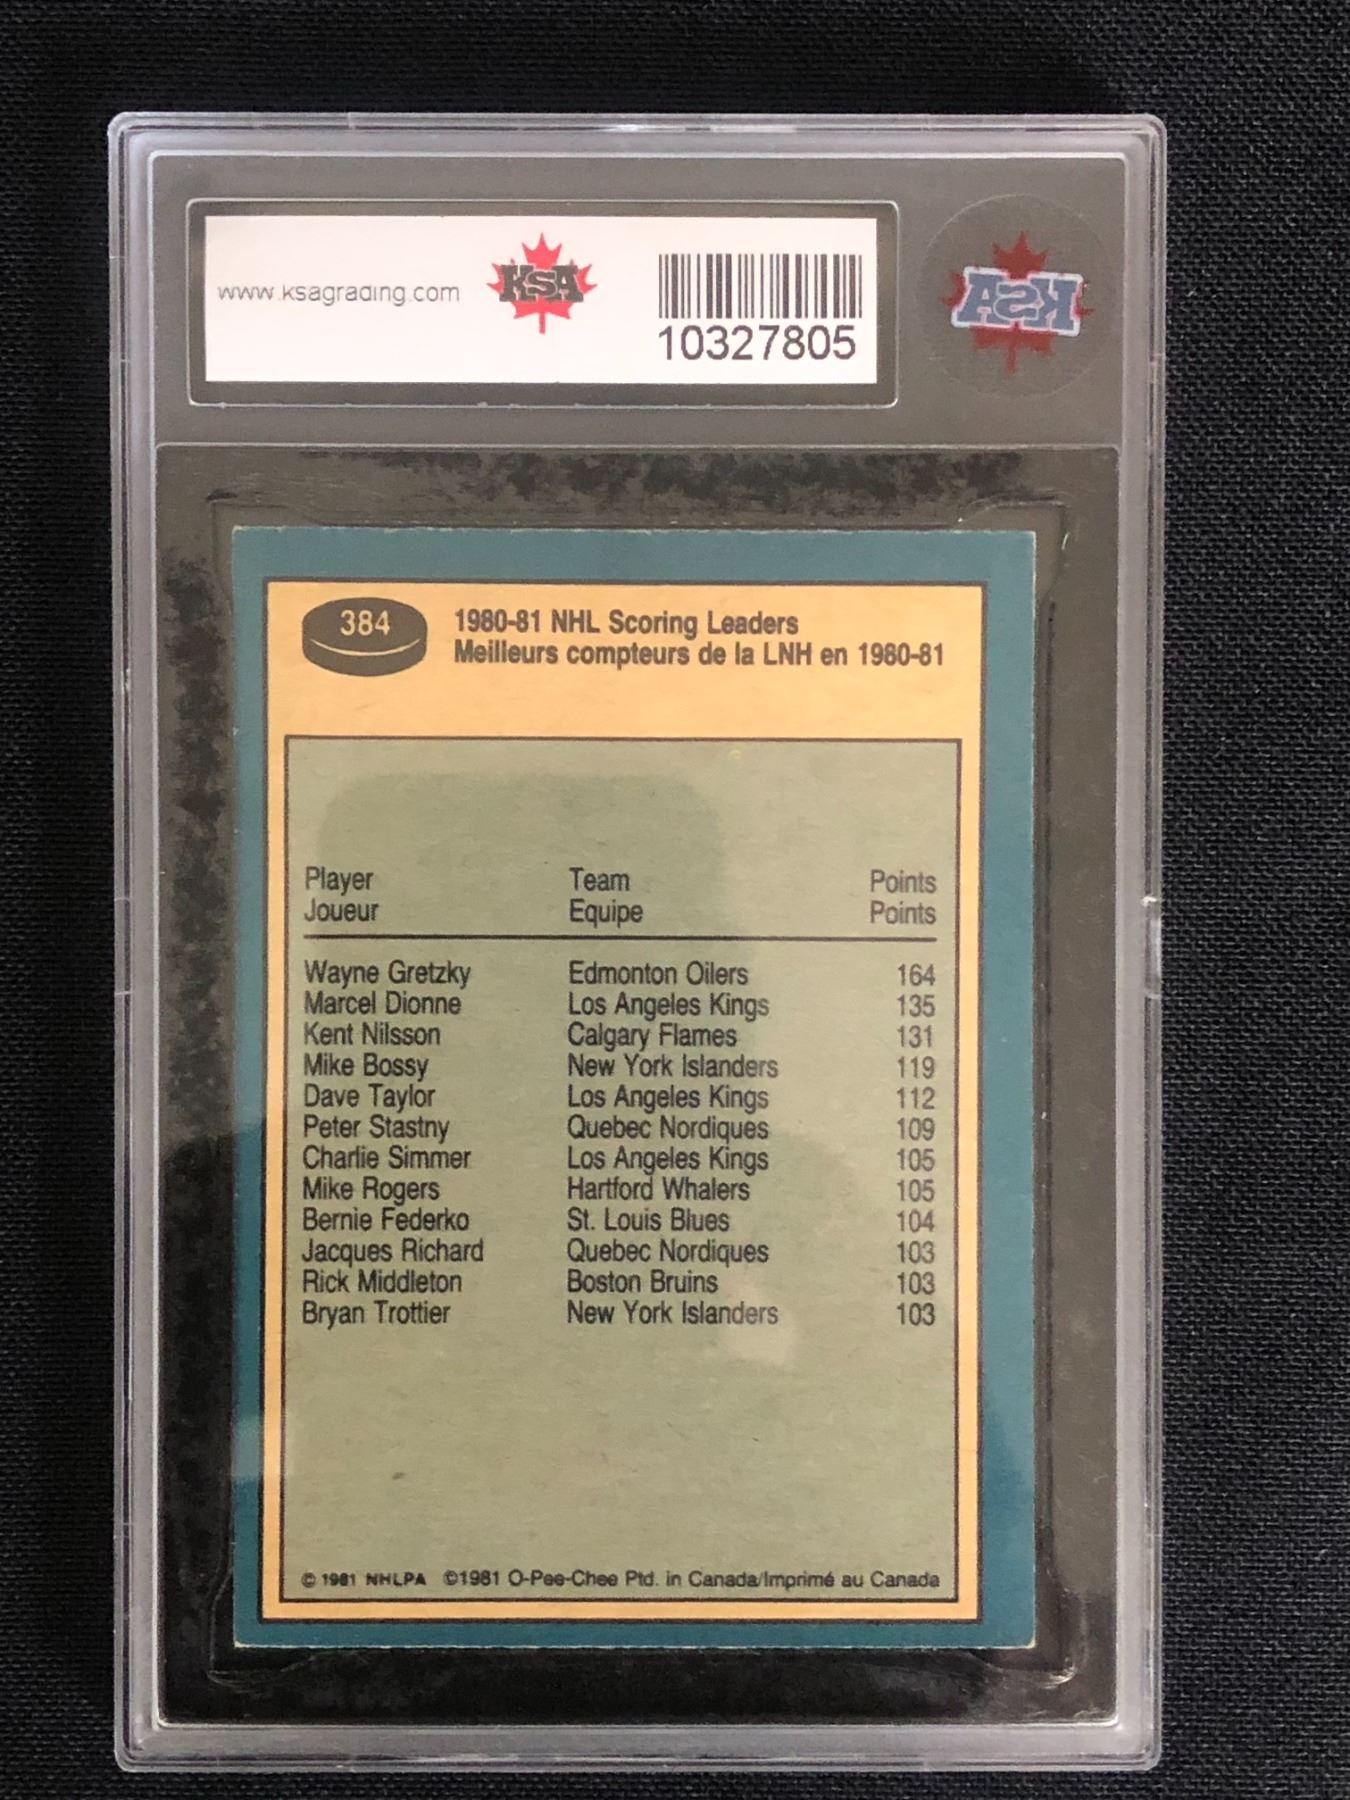 www.ksagrading.com
KSA
10327805
KSA
384
1980-81 NHL Scoring Leaders
Meilleurs compteurs de la LNH en 1980-81
Player Team Points
Joueur Equipe Points
Wayne Gretzky Edmonton Oilers 164
Marcel Dionne Los Angeles Kings 135
Kent Nilsson Calgary Flames 131
Mike Bossy New York Islanders 119
Dave Taylor Los Angeles Kings 112
Peter Stastny Quebec Nordiques 109
Charlie Simmer Los Angeles Kings 105
Mike Rogers Hartford Whalers 105
Bernie Federko St. Louis Blues 104
Jacques Richard Quebec Nordiques 103
Rick Middleton Boston Bruins 103
Bryan Trottier New York Islanders 103
© 1981 NHLPA ©1981 O-Pee-Chee Ptd. in Canada/Imprimé au Canada